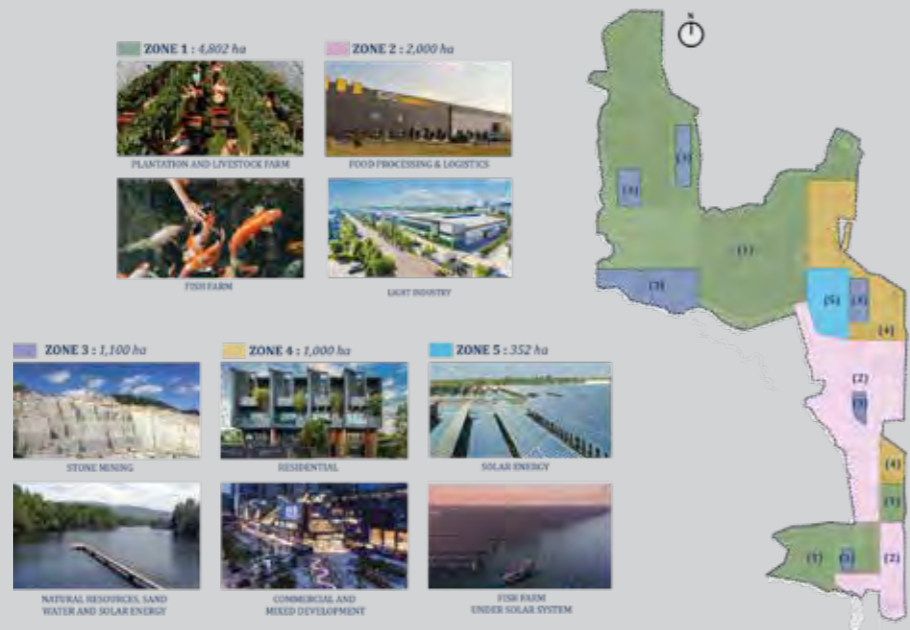 N
ZONE 1 : 4,802 ha
ZONE 2 : 2,000 ha
PLANTATION AND LIVESTOCK FARM
FOOD PROCESSING & LOGISTICS
FISH FARM
LIGHT INDUSTRY
ZONE 3 : 1,100 ha
ZONE 4 : 1,000 ha
ZONE 5 : 352 ha
STONE MINING
RESIDENTIAL
SOLAR ENERGY
NATURAL RESOURCES, SAND
WATER AND SOLAR ENERGY
COMMERCIAL AND
MIXED DEVELOPMENT
FISH FARM
UNDER SOLAR SYSTEM
(3)
(3)
(1)
(3)
(5)
(3)
(4)
(2)
(3)
(4)
(1)
(3)
(2)